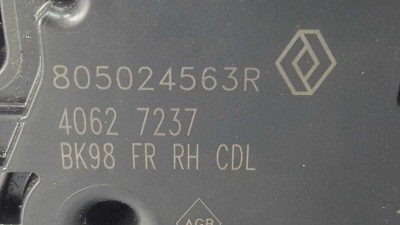 805024563R
4062 7237
BK98 FR RH CDL
AGR